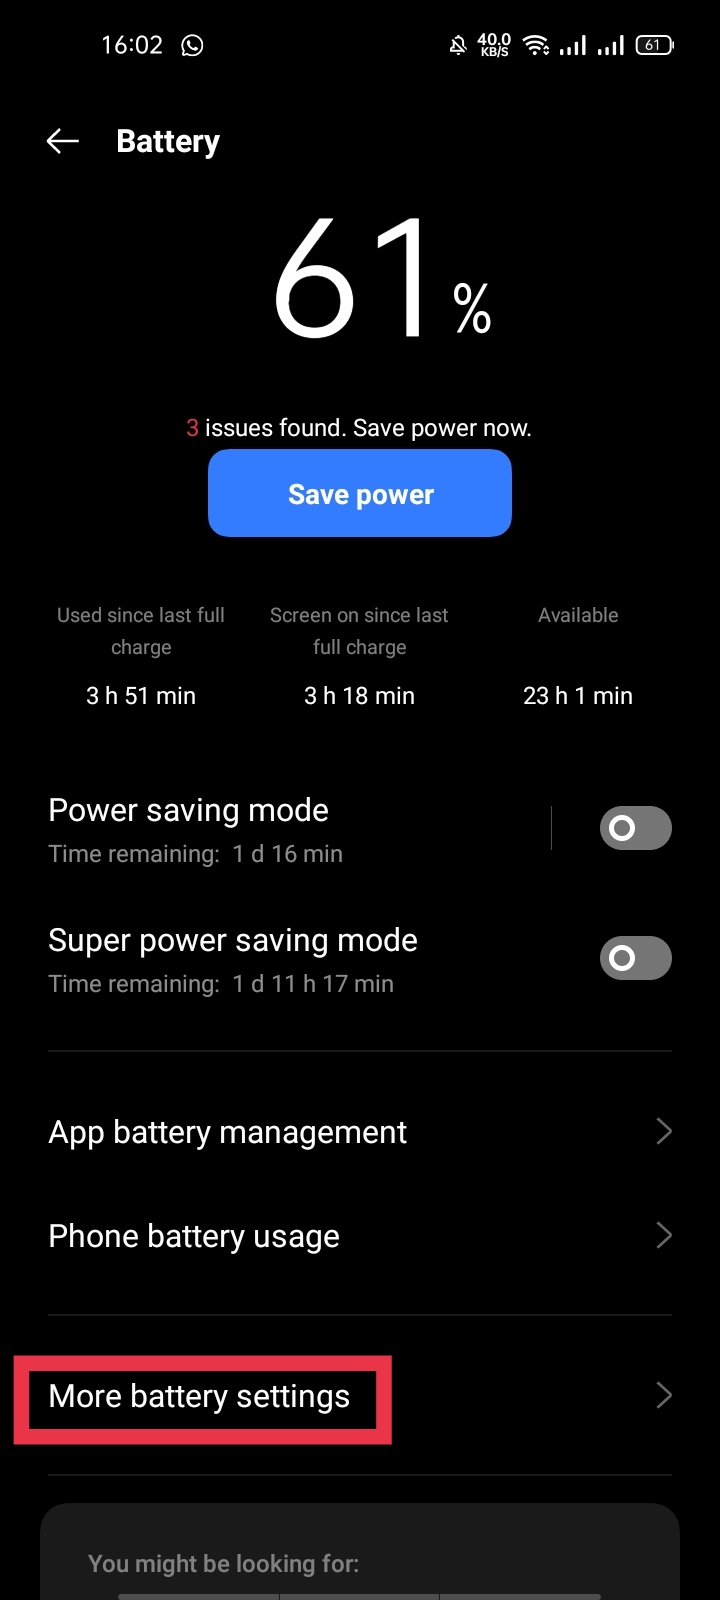 16:02 40.0 KB/S 61
Battery
61%
3 issues found. Save power now.
Save power
Used since last full charge
3 h 51 min
Screen on since last full charge
3 h 18 min
Available
23 h 1 min
Power saving mode
Time remaining: 1 d 16 min
Super power saving mode
Time remaining: 1 d 11 h 17 min
App battery management
Phone battery usage
More battery settings
You might be looking for: